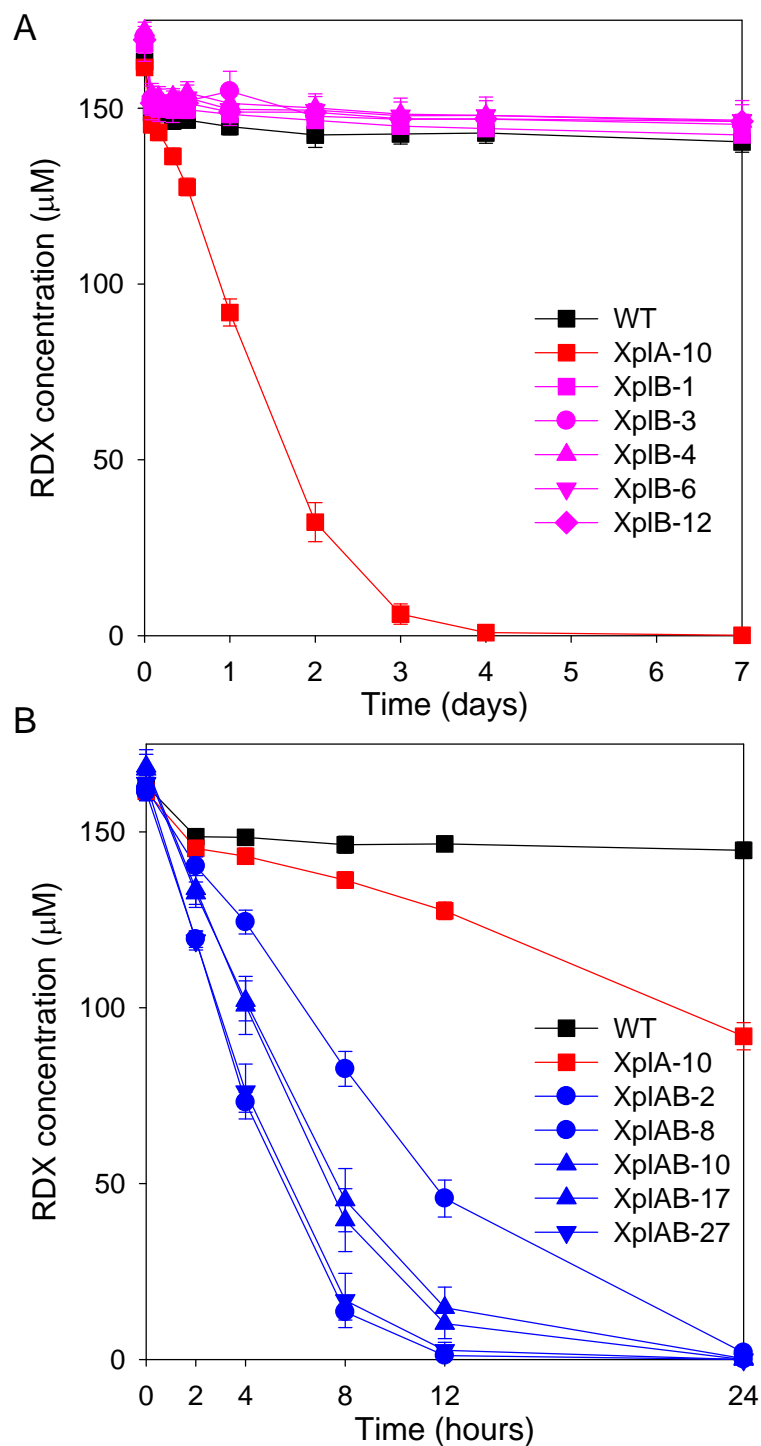 A
RDX concentration (μM)
150
100
50
0
WT
XplA-10
XplB-1
XplB-3
XplB-4
XplB-6
XplB-12
0 1 2 3 4 5 6 7
Time (days)
B
RDX concentration (μM)
150
100
50
0
WT
XplA-10
XplAB-2
XplAB-8
XplAB-10
XplAB-17
XplAB-27
0 2 4 8 12 24
Time (hours)